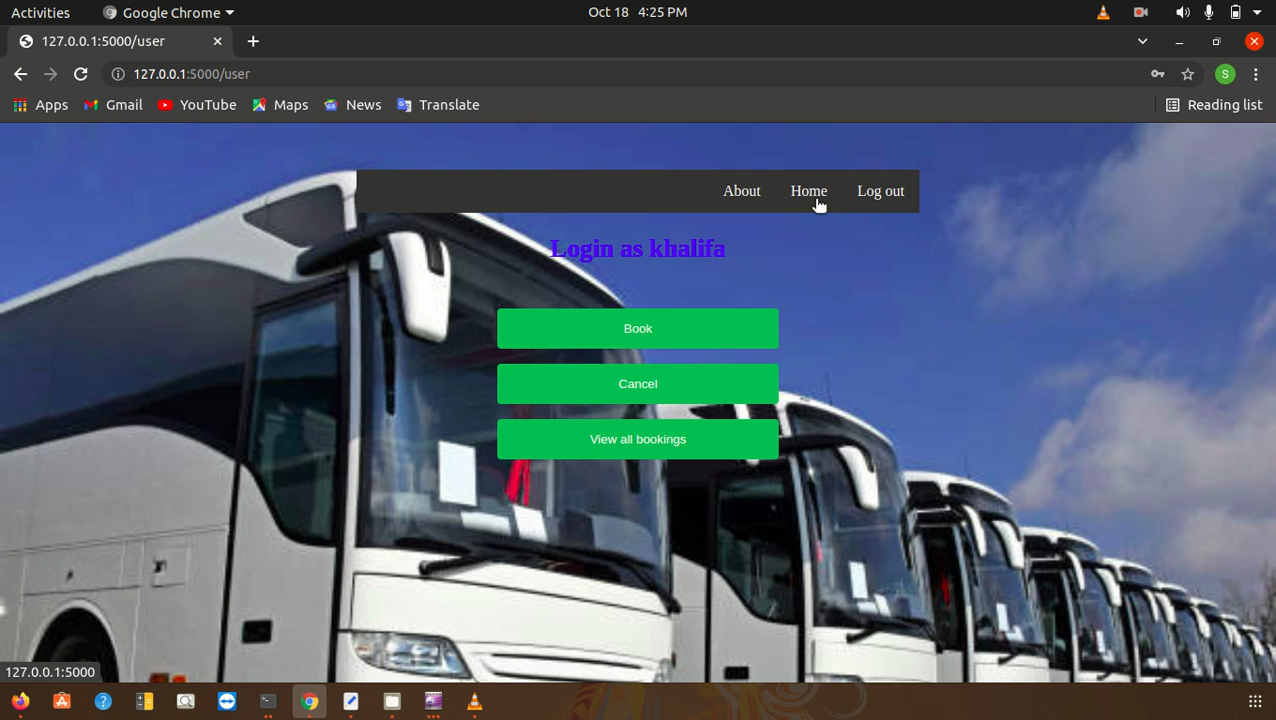 Activities Google Chrome Oct 18 4:25 PM
127.0.0.1:5000/user
127.0.0.1:5000/user S
Apps Gmail YouTube Maps News Translate Reading list
About Home Log out
Login as khalifa
Book
Cancel
View all bookings
127.0.0.1:5000